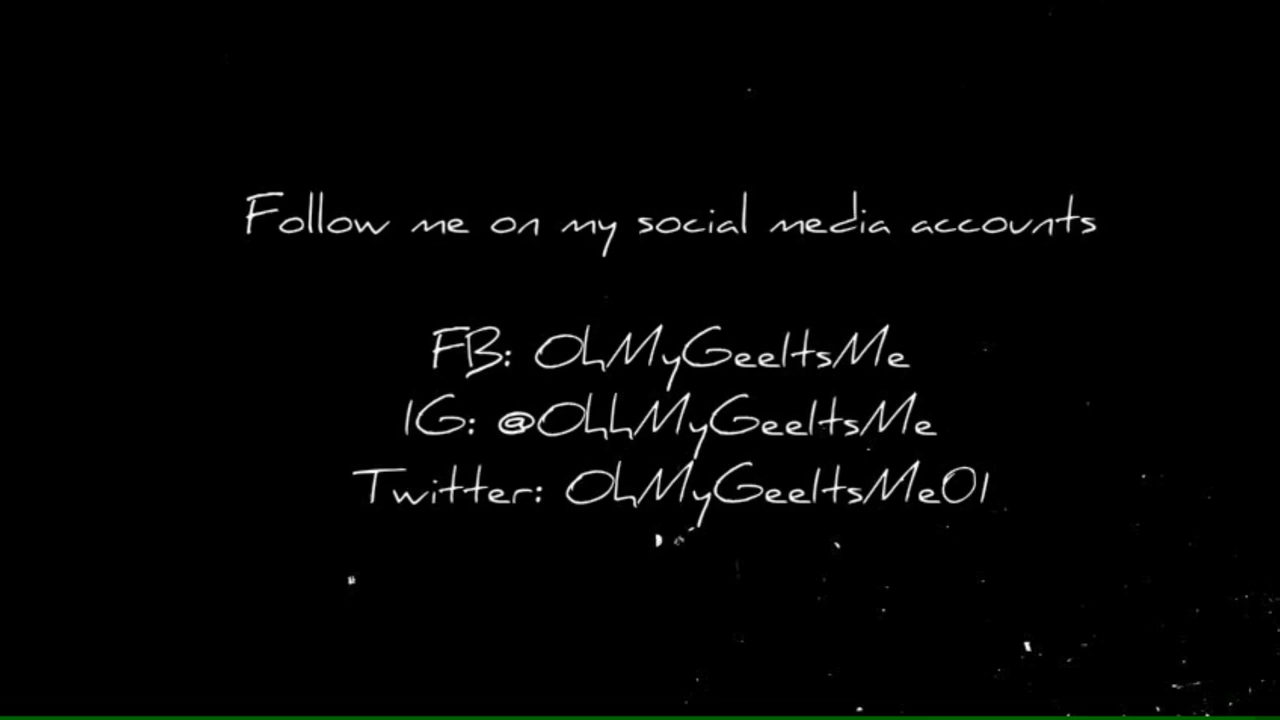 Follow me on my social media accounts
FB: OhMyGeeItsMe
IG: @OhhMyGeeItsMe
Twitter: OhMyGeeItsMe01